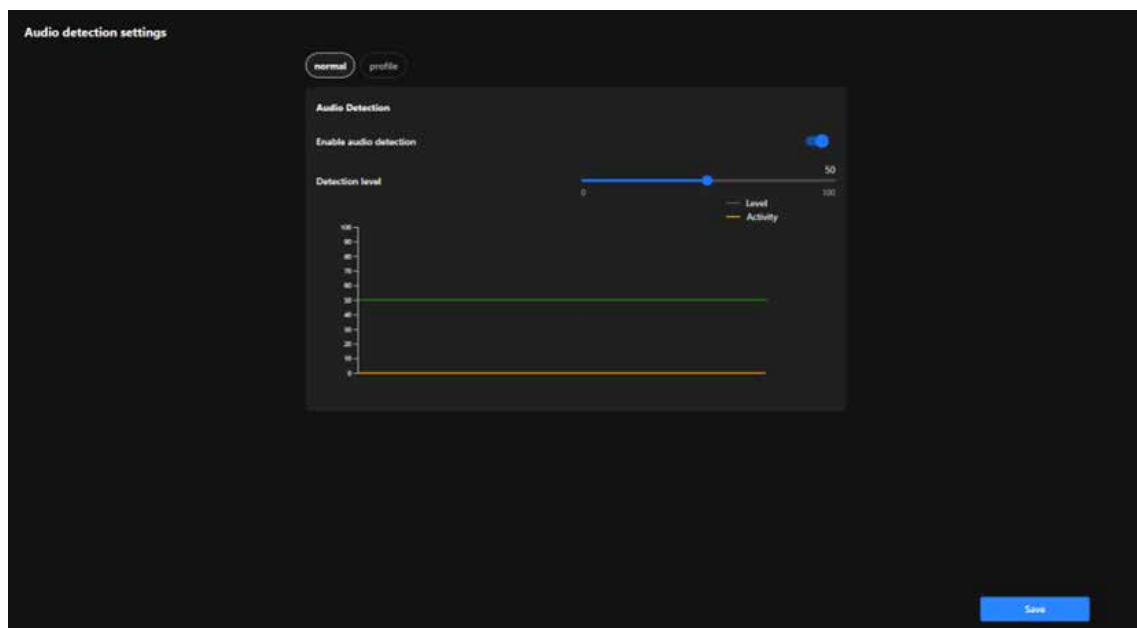 Audio detection settings
normal profile
Audio Detection
Enable audio detection
50
Detection level
0 100
Level
Activity
100
90
80
70
60
50
40
30
20
10
0
Save